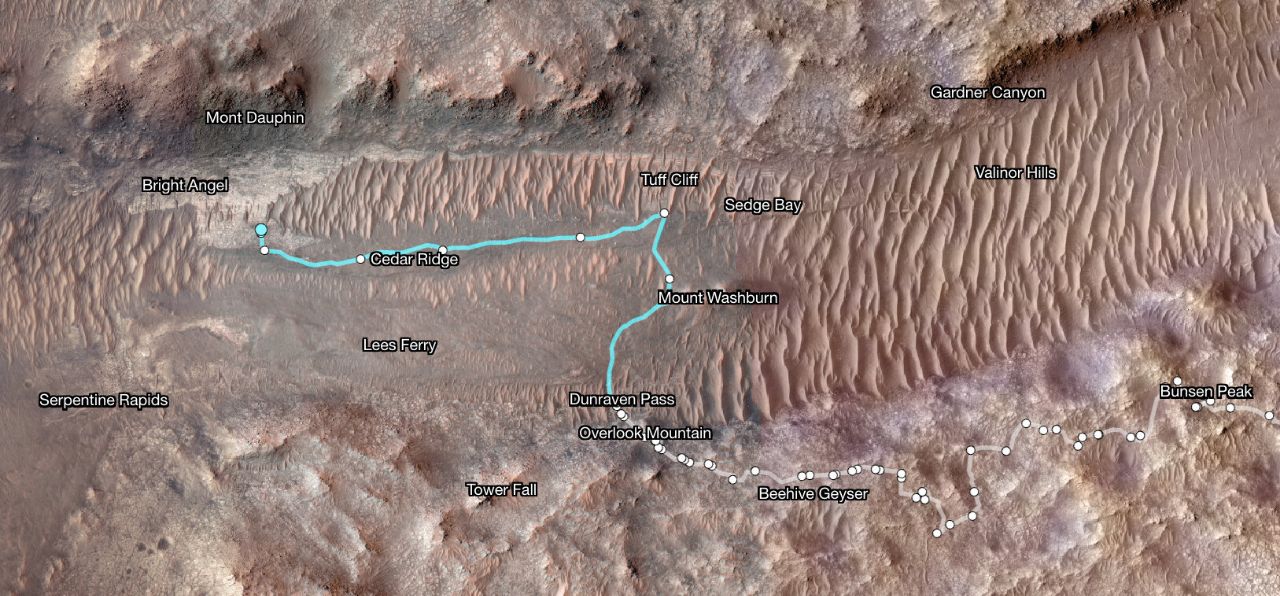 Gardner Canyon
Mont Dauphin
Valinor Hills
Tuff Cliff
Bright Angel
Sedge Bay
Cedar Ridge
Mount Washburn
Lees Ferry
Bunsen Peak
Serpentine Rapids
Dunraven Pass
Overlook Mountain
Tower Fall
Beehive Geyser